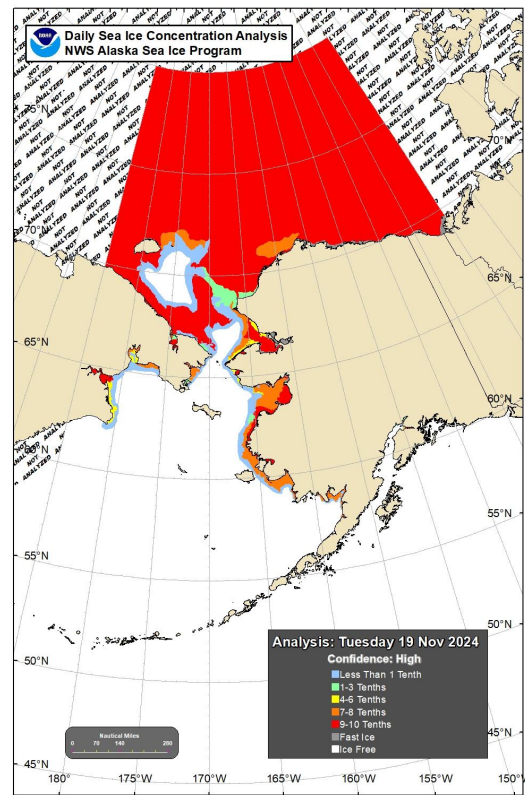 NOAA
Daily Sea Ice Concentration Analysis
NWS Alaska Sea Ice Program
NOT ANALYZED
75°N
70°N
70°N
65°N
65°N
60°N
60°N
55°N
55°N
50°N
50°N
45°N
45°N
Analysis: Tuesday 19 Nov 2024
Confidence: High
Less Than 1 Tenth
1-3 Tenths
4-6 Tenths
7-8 Tenths
9-10 Tenths
Fast Ice
Ice Free
Nautical Miles
0 70 140 280
180° 175°W 170°W 165°W 160°W 155°W 150°W